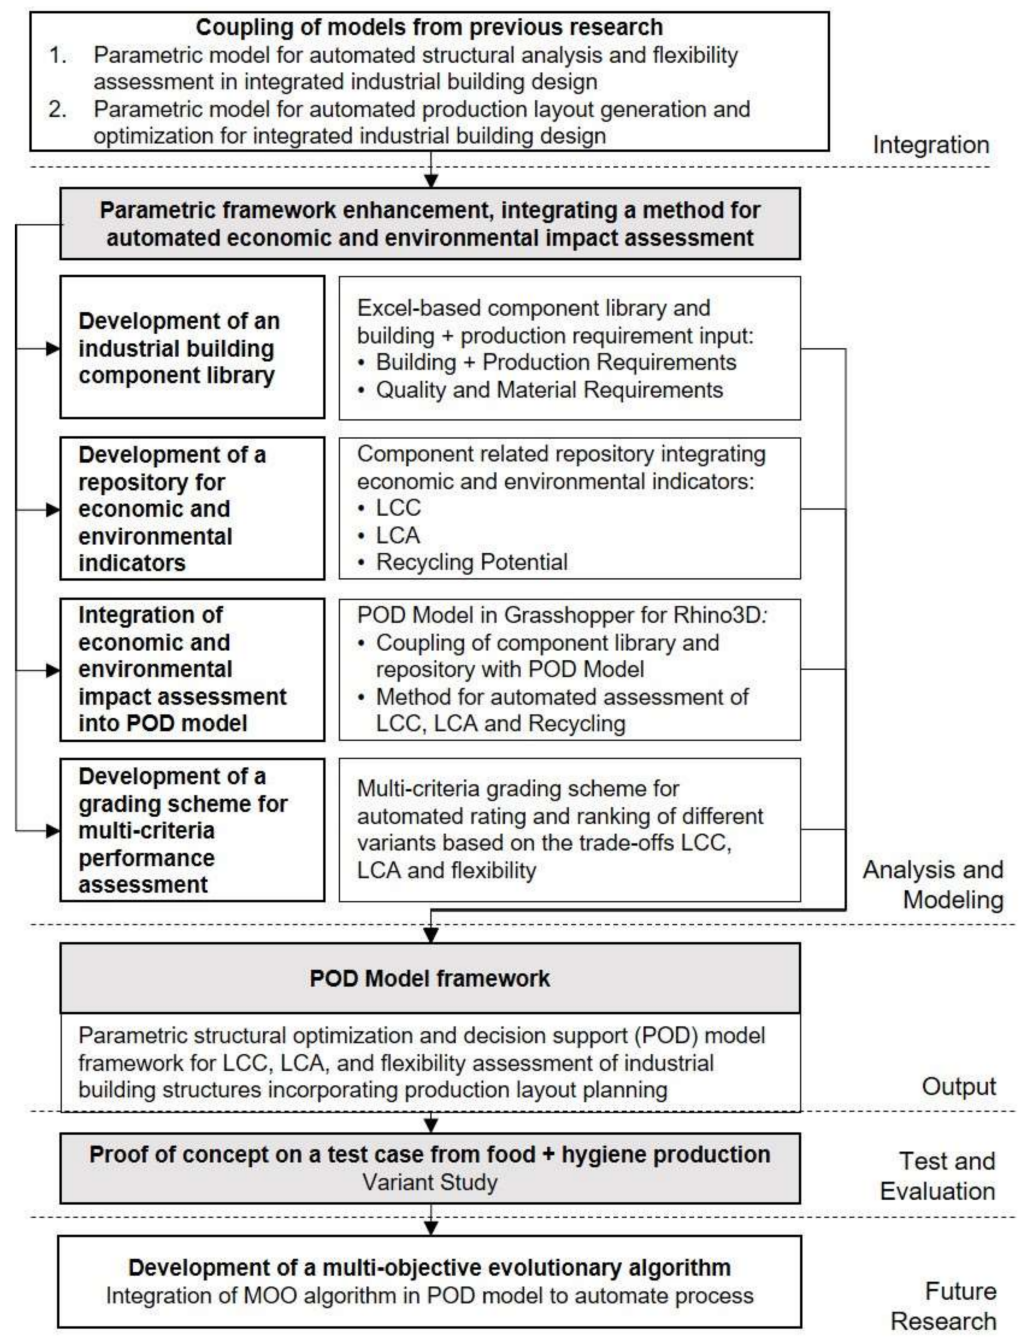 Coupling of models from previous research
1. Parametric model for automated structural analysis and flexibility
assessment in integrated industrial building design
2. Parametric model for automated production layout generation and
optimization for integrated industrial building design
Integration
Parametric framework enhancement, integrating a method for
automated economic and environmental impact assessment
Development of an
industrial building
component library
Excel-based component library and
building + production requirement input:
• Building + Production Requirements
• Quality and Material Requirements
Development of a
repository for
economic and
environmental
indicators
Component related repository integrating
economic and environmental indicators:
• LCC
• LCA
• Recycling Potential
Integration of
economic and
environmental
impact assessment
into POD model
POD Model in Grasshopper for Rhino3D:
• Coupling of component library and
repository with POD Model
• Method for automated assessment of
LCC, LCA and Recycling
Development of a
grading scheme for
multi-criteria
performance
assessment
Multi-criteria grading scheme for
automated rating and ranking of different
variants based on the trade-offs LCC,
LCA and flexibility
Analysis and
Modeling
POD Model framework
Parametric structural optimization and decision support (POD) model
framework for LCC, LCA, and flexibility assessment of industrial
building structures incorporating production layout planning
Output
Proof of concept on a test case from food + hygiene production
Variant Study
Test and
Evaluation
Development of a multi-objective evolutionary algorithm
Integration of MOO algorithm in POD model to automate process
Future
Research